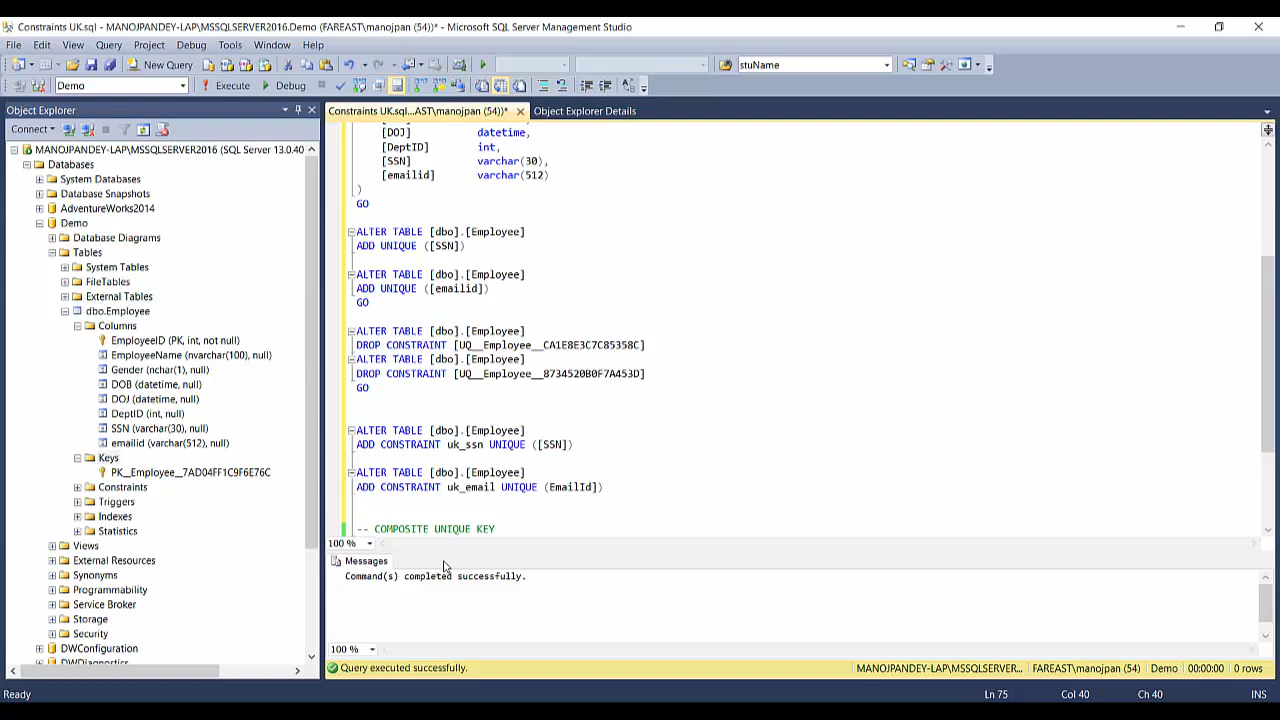 Constraints UK.sql - MANOJPANDEY-LAP\MSSQLSERVER2016.Demo (FAREAST\manojpan (54))* - Microsoft SQL Server Management Studio
File Edit View Query Project Debug Tools Window Help
New Query stuName
Demo Execute Debug
Object Explorer
Constraints UK.sql...AST\manojpan (54))* Object Explorer Details
Connect
MANOJPANDEY-LAP\MSSQLSERVER2016 (SQL Server 13.0.40
Databases
System Databases
Database Snapshots
AdventureWorks2014
Demo
Database Diagrams
Tables
System Tables
FileTables
External Tables
dbo.Employee
Columns
EmployeeID (PK, int, not null)
EmployeeName (nvarchar(100), null)
Gender (nchar(1), null)
DOB (datetime, null)
DOJ (datetime, null)
DeptID (int, null)
SSN (varchar(30), null)
emailid (varchar(512), null)
Keys
PK__Employee__7AD04FF1C9F6E76C
Constraints
Triggers
Indexes
Statistics
Views
External Resources
Synonyms
Programmability
Service Broker
Storage
Security
DWConfiguration
DWDiagnostics
[DOJ] datetime,
[DeptID] int,
[SSN] varchar(30),
[emailid] varchar(512)
)
GO
ALTER TABLE [dbo].[Employee]
ADD UNIQUE ([SSN])
ALTER TABLE [dbo].[Employee]
ADD UNIQUE ([emailid])
GO
ALTER TABLE [dbo].[Employee]
DROP CONSTRAINT [UQ__Employee__CA1E8E3C7C85358C]
ALTER TABLE [dbo].[Employee]
DROP CONSTRAINT [UQ__Employee__8734520B0F7A453D]
GO
ALTER TABLE [dbo].[Employee]
ADD CONSTRAINT uk_ssn UNIQUE ([SSN])
ALTER TABLE [dbo].[Employee]
ADD CONSTRAINT uk_email UNIQUE (EmailId])
-- COMPOSITE UNIQUE KEY
100 %
Messages
Command(s) completed successfully.
100 %
Query executed successfully. MANOJPANDEY-LAP\MSSQLSERVER... FAREAST\manojpan (54) Demo 00:00:00 0 rows
Ready Ln 75 Col 40 Ch 40 INS